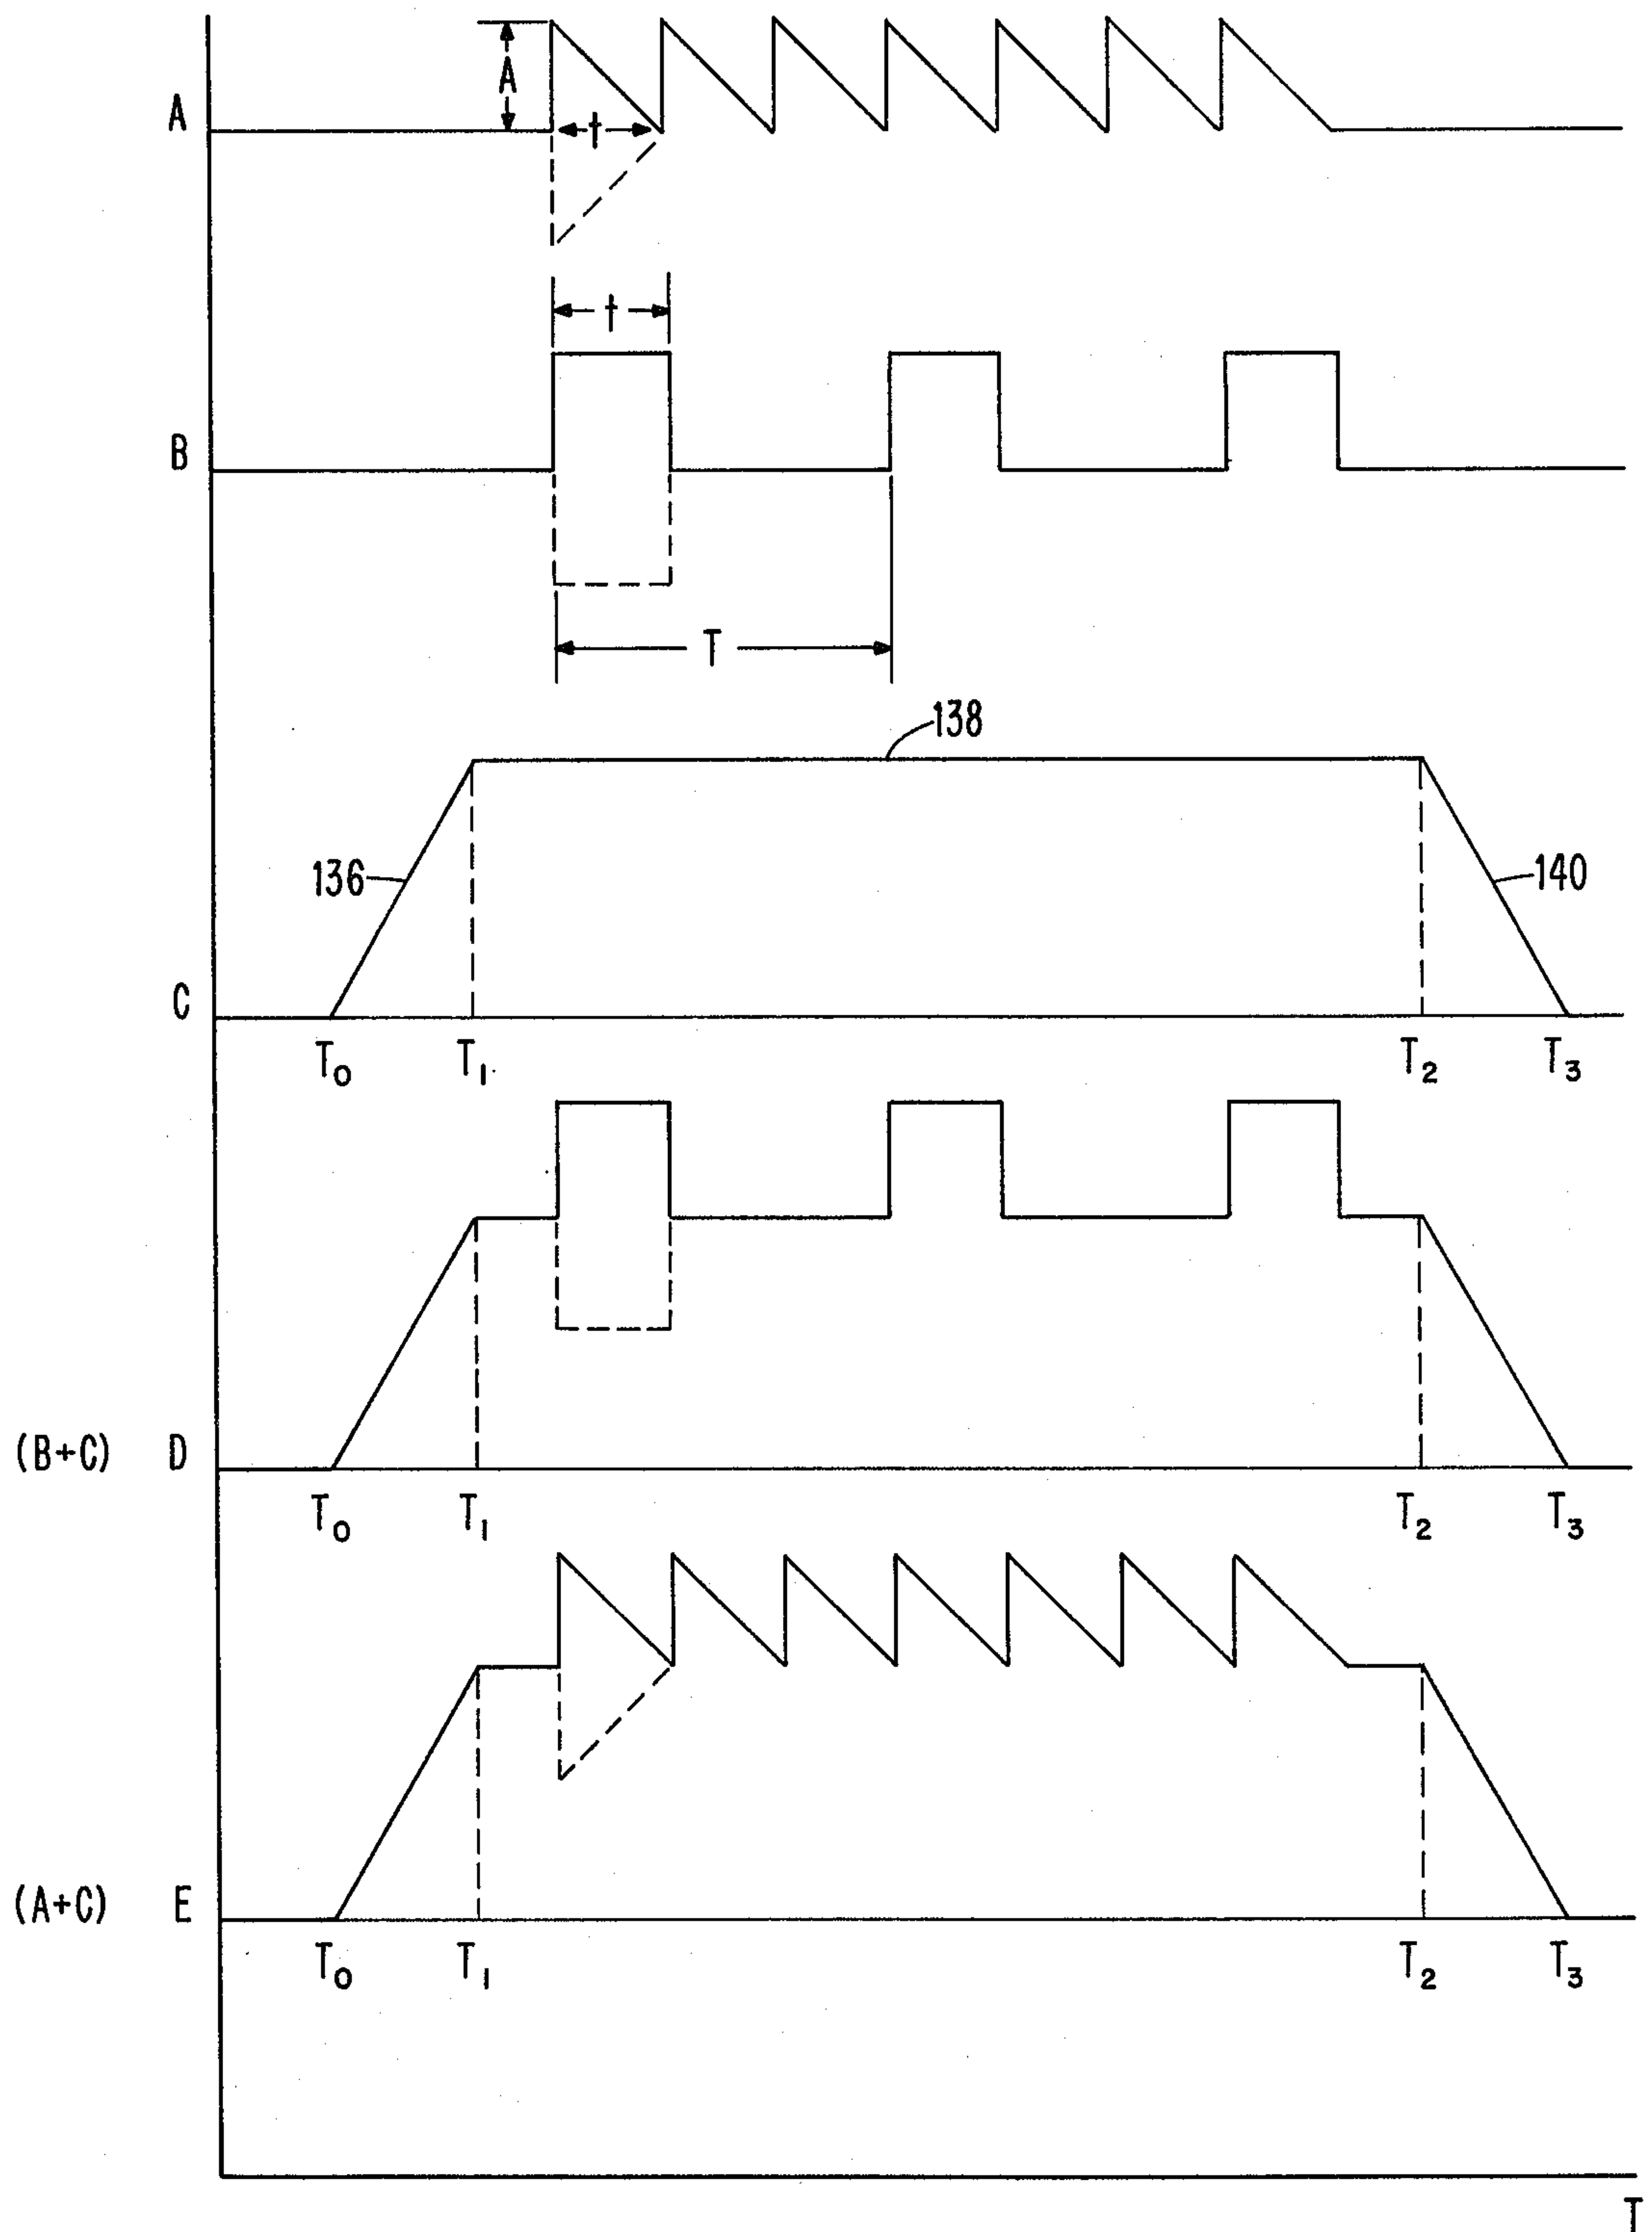 A
A
t
t
B
T
138
136
140
C
T₀ T₁ T₂ T₃
(B+C) D
T₀ T₁ T₂ T₃
(A+C) E
T₀ T₁ T₂ T₃
T